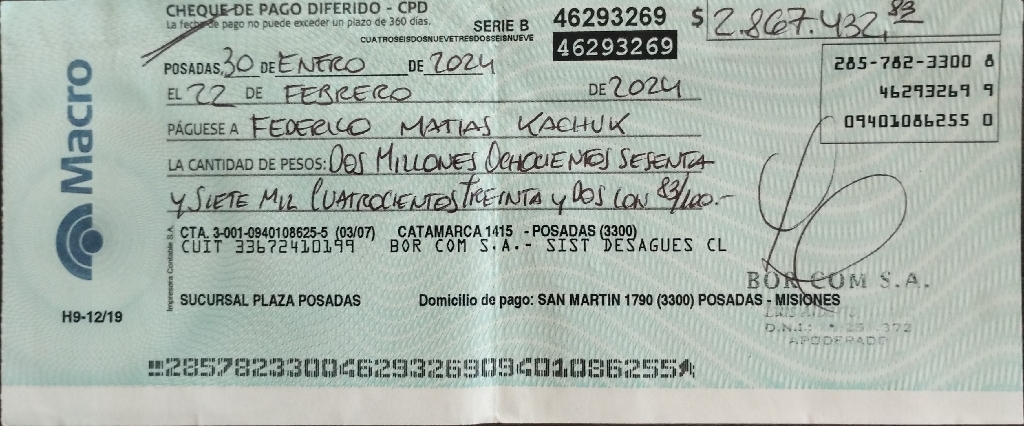 CHEQUE DE PAGO DIFERIDO - CPD
La fecha de pago no puede exceder un plazo de 360 días.
SERIE B
CUATROSEISDOSNUEVETRESDOSSEISNUEVE
46293269
46293269
$ 2.867.432,83
Macro
POSADAS, 30 DE ENERO DE 2024
EL 22 DE FEBRERO DE 2024
PÁGUESE A FEDERICO MATIAS KACHUK
LA CANTIDAD DE PESOS: DOS MILLONES OCHOCIENTOS SESENTA
Y SIETE MIL CUATROCIENTOS TREINTA Y DOS CON 83/100.-
285-782-3300 8
46293269 9
09401086255 0
CTA. 3-001-0940108625-5 (03/07) CATAMARCA 1415 - POSADAS (3300)
CUIT 33672410199 BOR COM S.A.- SIST DESAGUES CL
Impresora Contable S.A.
BOR COM S.A.
SUCURSAL PLAZA POSADAS Domicilio de pago: SAN MARTIN 1790 (3300) POSADAS - MISIONES
LUIS
D.N.I.: 372
APODERADO
H9-12/19
28578233004629326909401086255